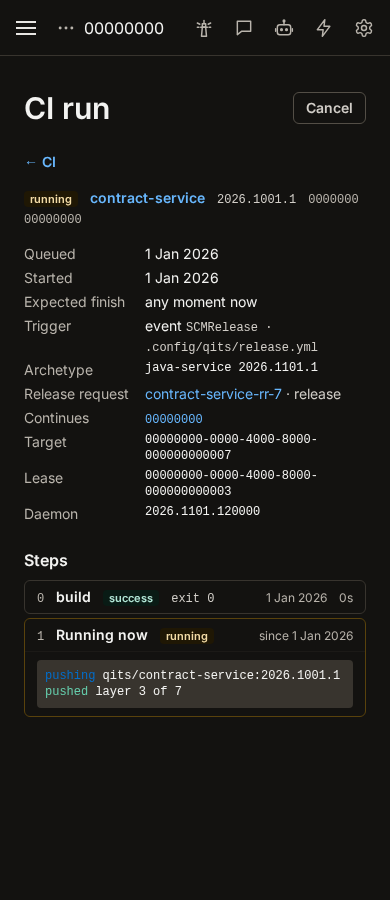 ··· 00000000
CI run
Cancel
← CI
running contract-service 2026.1001.1 0000000
00000000
Queued 1 Jan 2026
Started 1 Jan 2026
Expected finish any moment now
Trigger event SCMRelease ·
.config/qits/release.yml
Archetype java-service 2026.1101.1
Release request contract-service-rr-7 · release
Continues 00000000
Target 00000000-0000-4000-8000-
000000000007
Lease 00000000-0000-4000-8000-
000000000003
Daemon 2026.1101.120000
Steps
0 build success exit 0 1 Jan 2026 0s
1 Running now running since 1 Jan 2026
pushing qits/contract-service:2026.1001.1
pushed layer 3 of 7